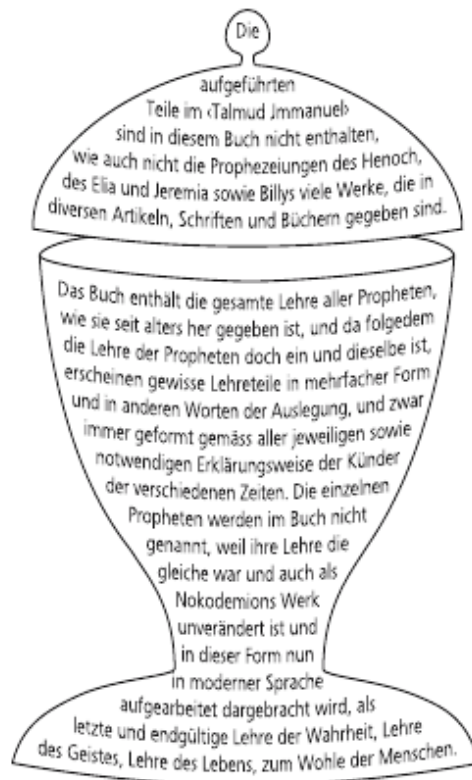 Die
aufgeführten
Teile im ‹Talmud Jmmanuel›
sind in diesem Buch nicht enthalten,
wie auch nicht die Prophezeiungen des Henoch,
des Elia und Jeremia sowie Billys viele Werke, die in
diversen Artikeln, Schriften und Büchern gegeben sind.
Das Buch enthält die gesamte Lehre aller Propheten,
wie sie seit alters her gegeben ist, und da folgedem
die Lehre der Propheten doch ein und dieselbe ist,
erscheinen gewisse Lehreteile in mehrfacher Form
und in anderen Worten der Auslegung, und zwar
immer geformt gemäss aller jeweiligen sowie
notwendigen Erklärungsweise der Künder
der verschiedenen Zeiten. Die einzelnen
Propheten werden im Buch nicht
genannt, weil ihre Lehre die
gleiche war und auch als
Nokodemions Werk
unverändert ist und
in dieser Form nun
in moderner Sprache
aufgearbeitet dargebracht wird, als
letzte und endgültige Lehre der Wahrheit, Lehre
des Geistes, Lehre des Lebens, zum Wohle der Menschen.